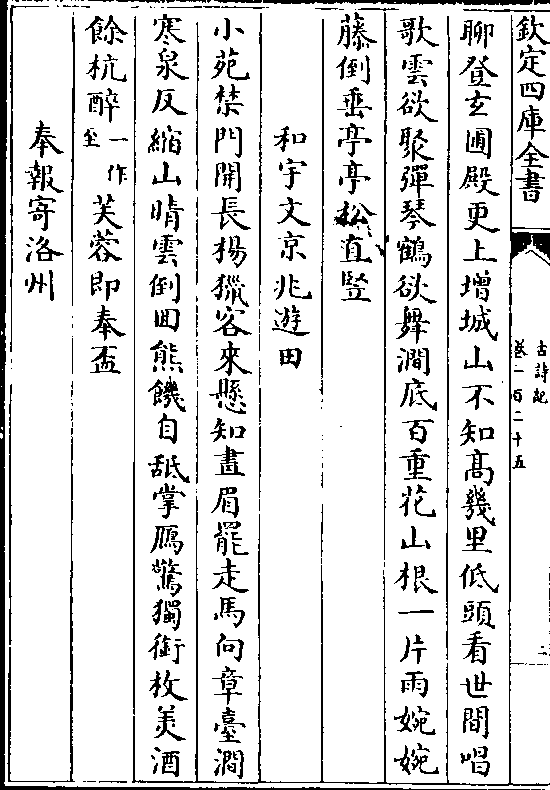 欽定四庫全書
古詩紀
卷一百二十五
聊登玄圃殿更上增城山不知髙幾里低頭看世間唱
歌雲欲聚彈琴鶴欲舞澗底百重花山根一片雨婉婉
藤倒垂亭亭松直竪
和宇文京兆遊田
小苑禁門開長楊獵客來懸知畫眉罷走馬向章臺澗
寒泉反縮山晴雲倒回熊饑自䑛掌鴈驚獨銜枚美酒
餘杭醉一作至芙蓉即奉盃
奉報寄洛州